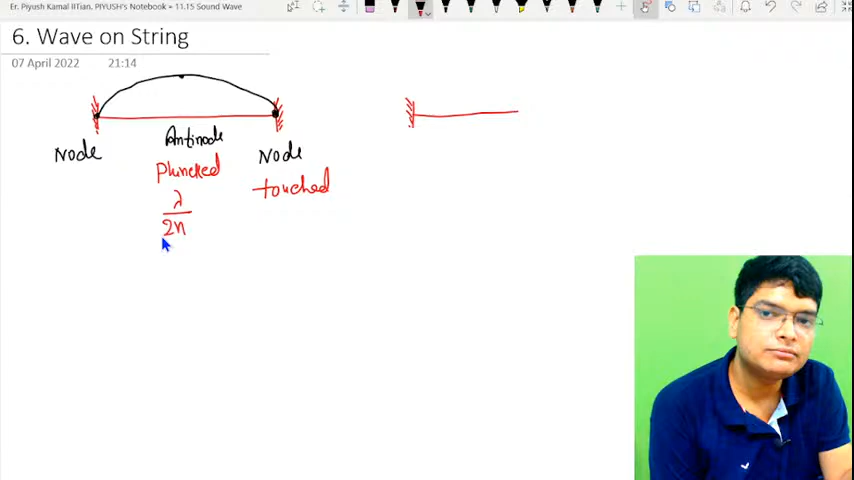 Er. Piyush Kamal IITian. PIYUSH's Notebook » 11.15 Sound Wave
6. Wave on String
07 April 2022 21:14
Antinode
Node
Node
Pluncked
touched
λ
2n